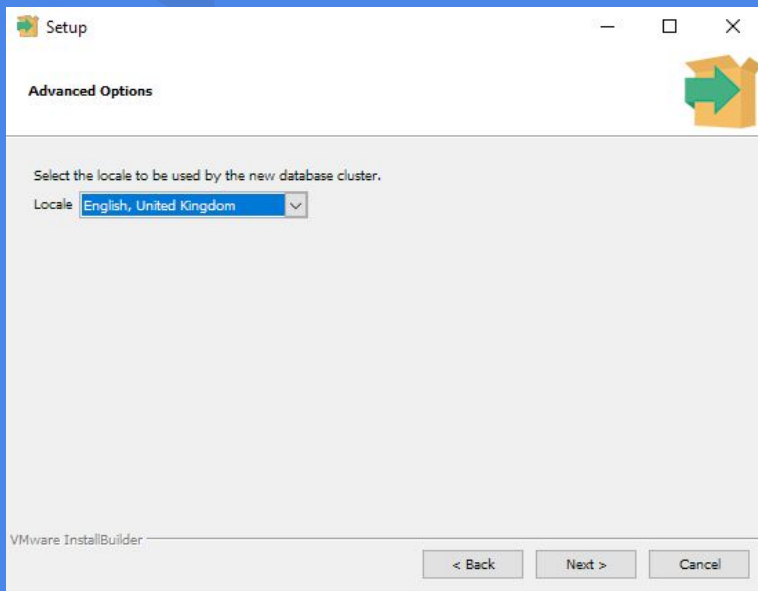 Setup
Advanced Options
Select the locale to be used by the new database cluster.
Locale English, United Kingdom
VMware InstallBuilder
< Back Next > Cancel